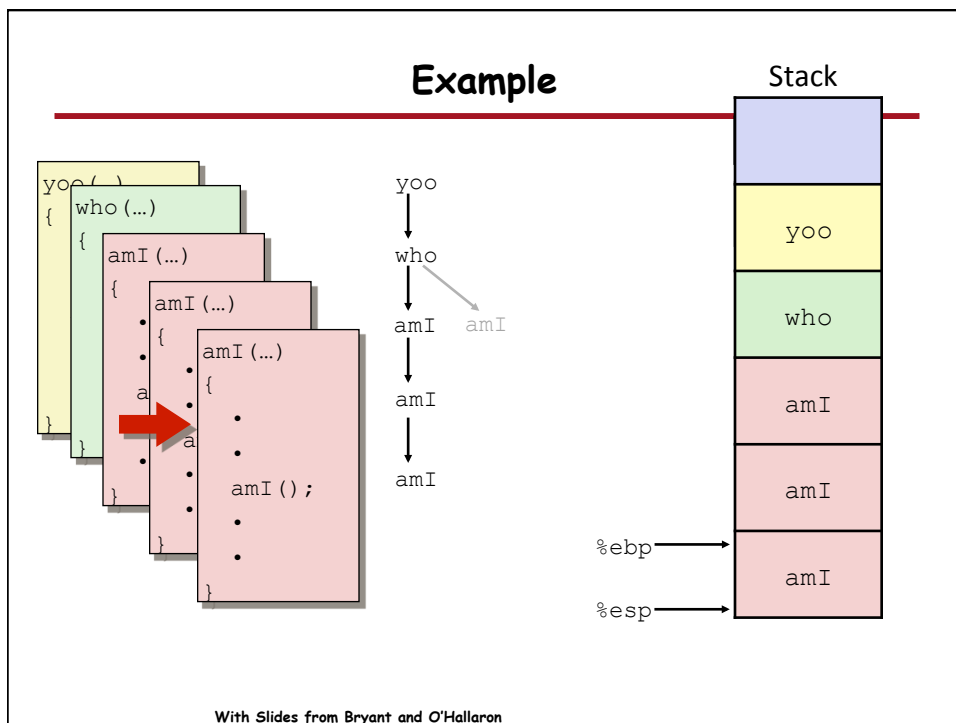 Example
Stack
yoo(…)
{
}
who(…)
{
}
amI(…)
{
•
•
a
•
}
amI(…)
{
•
•
a
•
•
}
amI(…)
{
•
•
amI();
•
•
}
yoo
who
amI amI
amI
amI
yoo
who
amI
amI
amI
%ebp
%esp
With Slides from Bryant and O'Hallaron